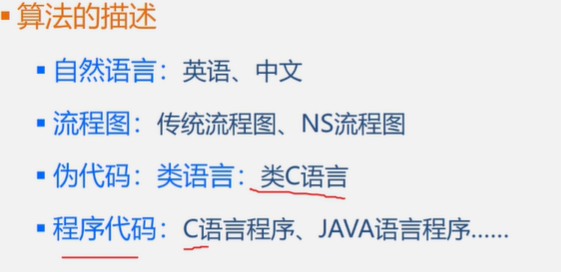 算法的描述
自然语言：英语、中文
流程图：传统流程图、NS流程图
伪代码：类语言：类C语言
程序代码：C语言程序、JAVA语言程序......